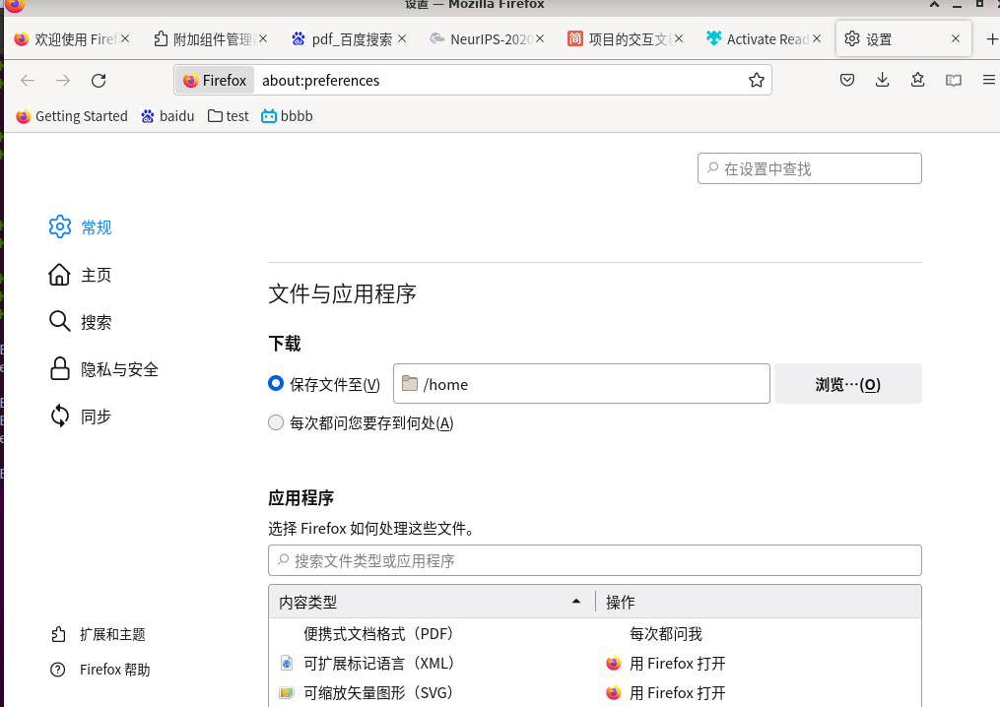 设置 — Mozilla Firefox
欢迎使用 Firef
附加组件管理
pdf_百度搜索
NeurIPS-2020
项目的交互文
Activate Read
设置
Firefox about:preferences
Getting Started baidu test bbbb
在设置中查找
常规
主页
搜索
隐私与安全
同步
扩展和主题
Firefox 帮助
文件与应用程序
下载
保存文件至(V) /home 浏览…(O)
每次都问您要存到何处(A)
应用程序
选择 Firefox 如何处理这些文件。
搜索文件类型或应用程序
内容类型 操作
便携式文档格式（PDF） 每次都问我
可扩展标记语言（XML） 用 Firefox 打开
可缩放矢量图形（SVG） 用 Firefox 打开